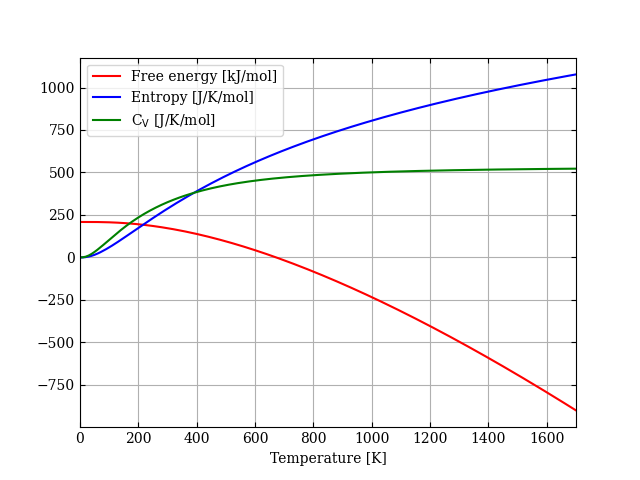 Free energy [kJ/mol]
Entropy [J/K/mol]
C_V [J/K/mol]
1000
750
500
250
0
−250
−500
−750
0 200 400 600 800 1000 1200 1400 1600
Temperature [K]